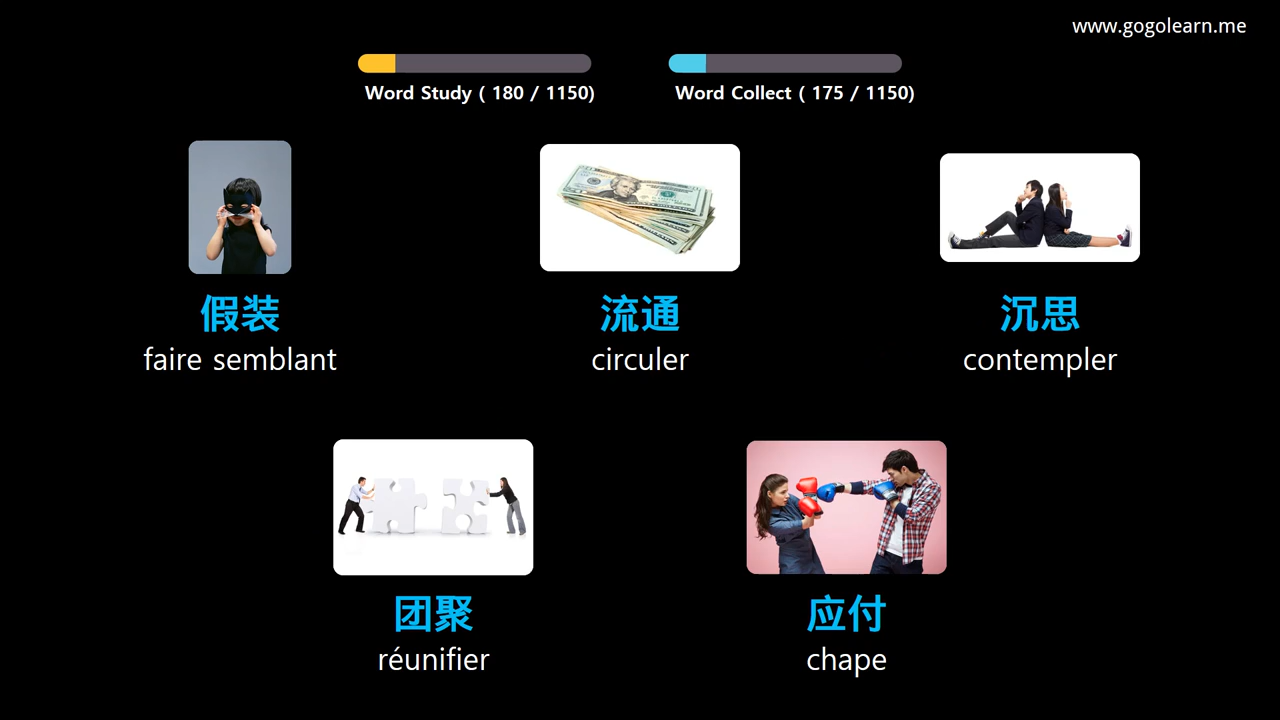 www.gogolearn.me
Word Study ( 180 / 1150)
Word Collect ( 175 / 1150)
假装
faire semblant
流通
circuler
沉思
contempler
团聚
réunifier
应付
chape